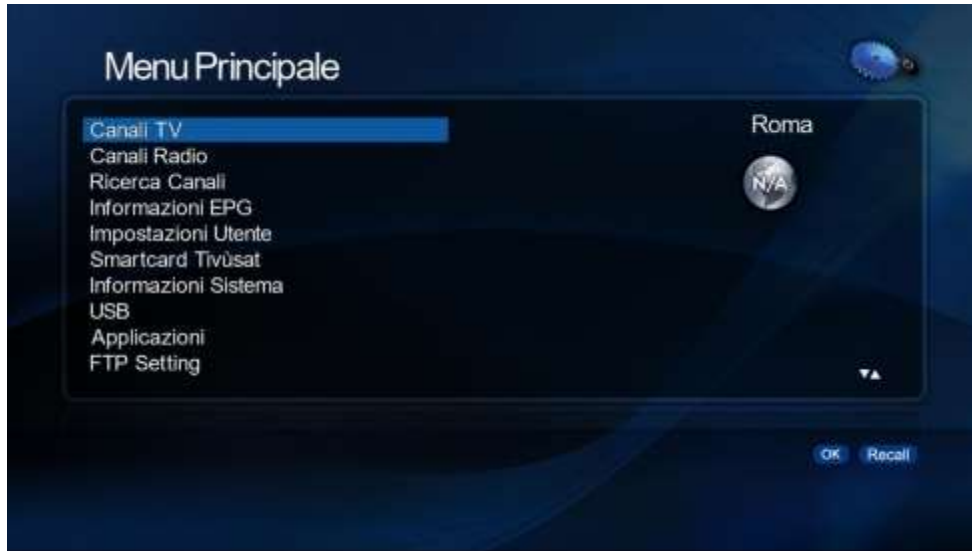 Menu Principale
Canali TV
Roma
Canali Radio
Ricerca Canali
N/A
Informazioni EPG
Impostazioni Utente
Smartcard Tivùsat
Informazioni Sistema
USB
Applicazioni
FTP Setting
OK Recall